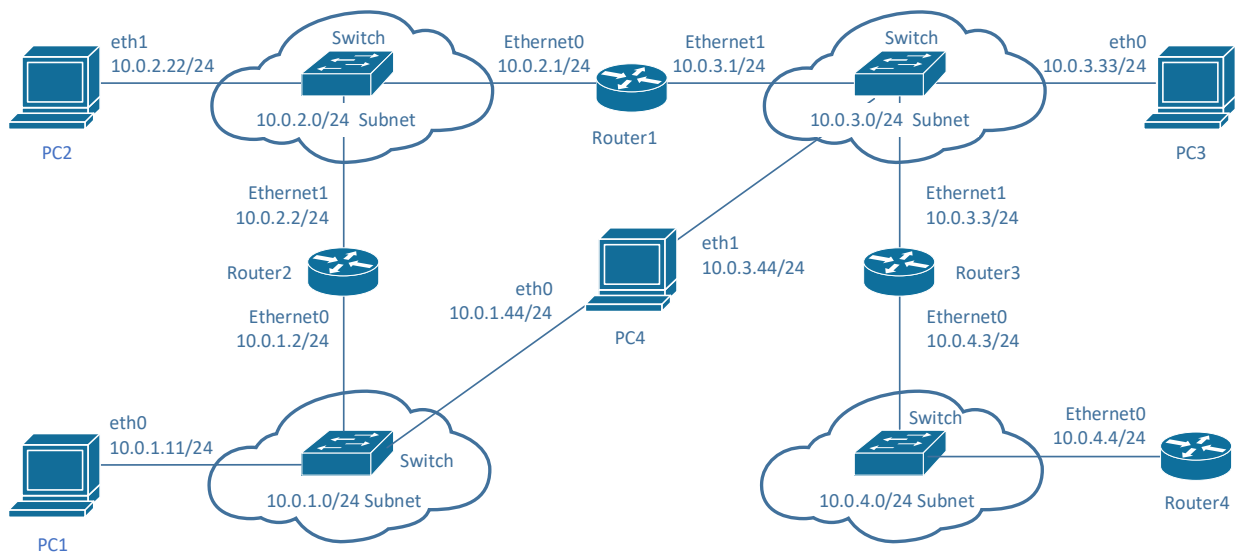 eth1
10.0.2.22/24
PC2
Switch
10.0.2.0/24 Subnet
Ethernet0
10.0.2.1/24
Router1
Ethernet1
10.0.3.1/24
Switch
10.0.3.0/24 Subnet
eth0
10.0.3.33/24
PC3
Ethernet1
10.0.2.2/24
Router2
Ethernet0
10.0.1.2/24
eth1
10.0.3.44/24
eth0
10.0.1.44/24
PC4
Ethernet1
10.0.3.3/24
Router3
Ethernet0
10.0.4.3/24
eth0
10.0.1.11/24
PC1
Switch
10.0.1.0/24 Subnet
Switch
10.0.4.0/24 Subnet
Ethernet0
10.0.4.4/24
Router4